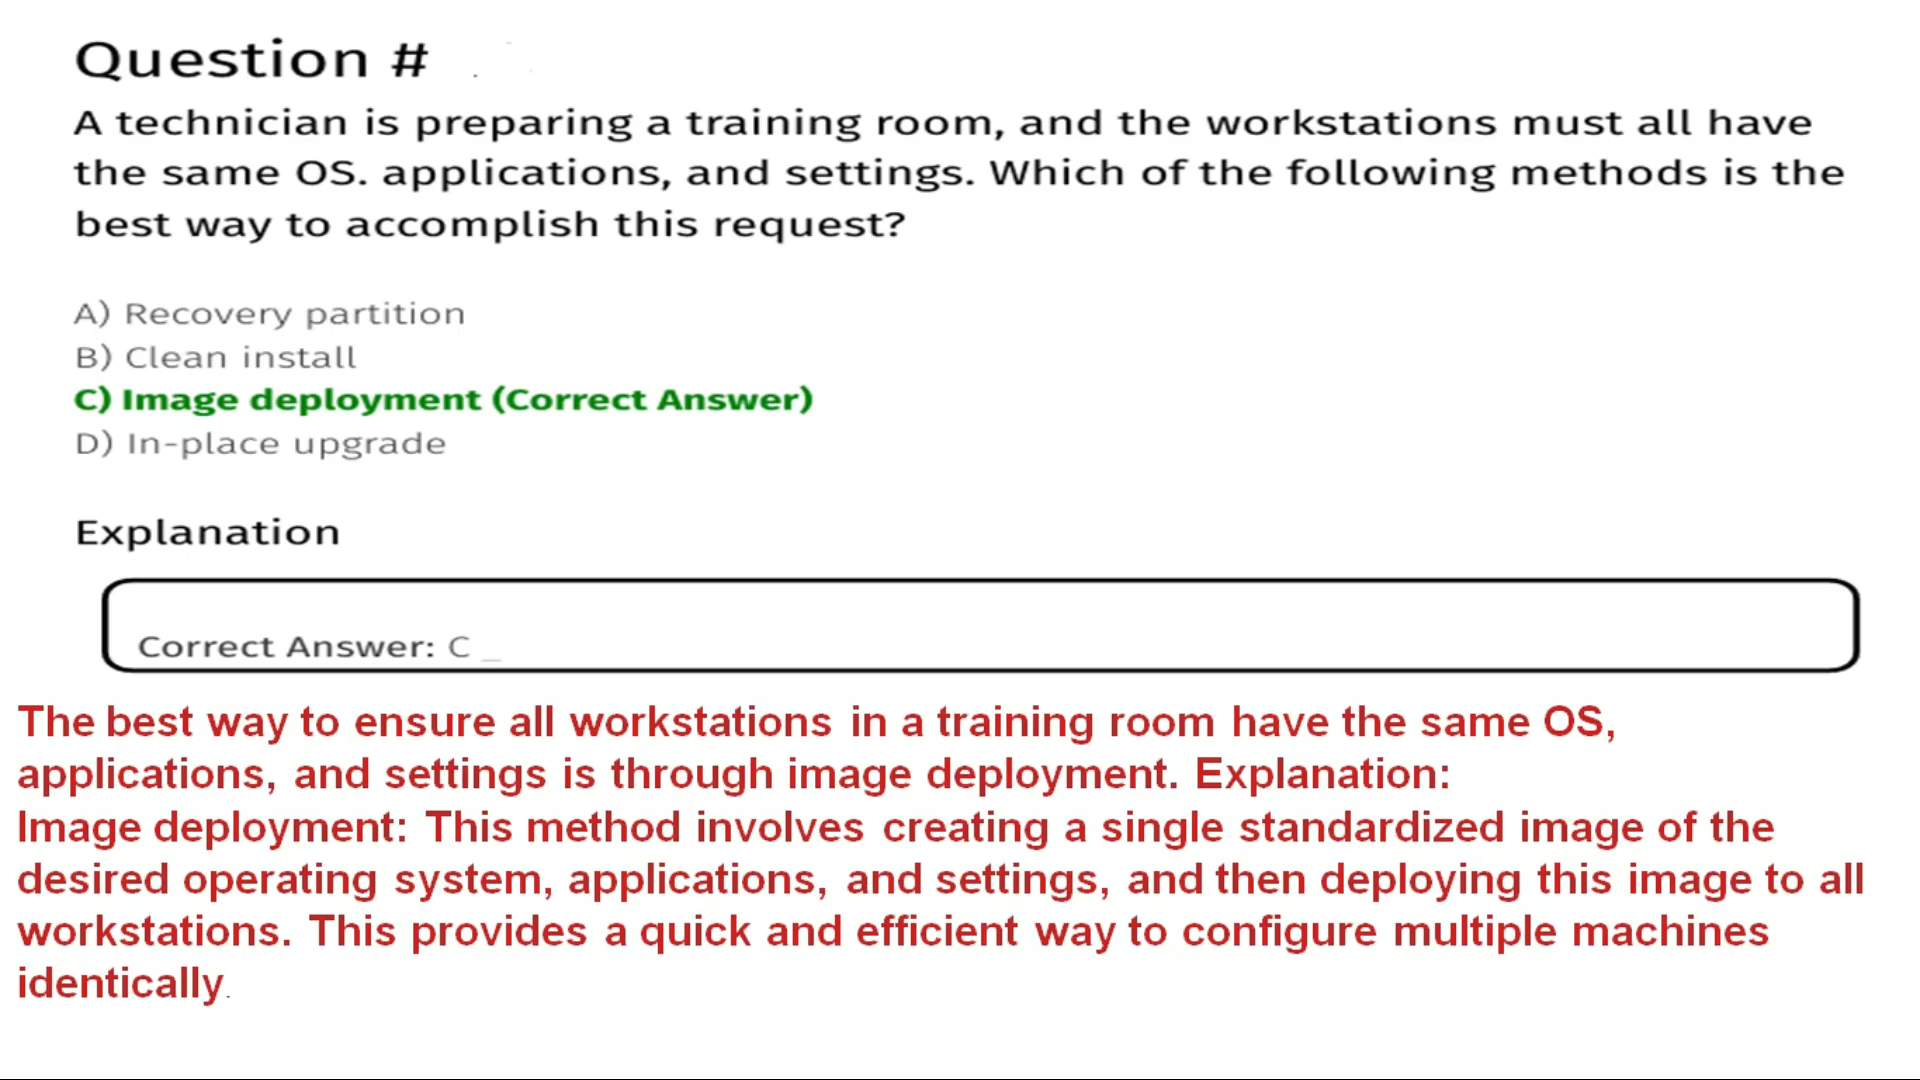 Question #
A technician is preparing a training room, and the workstations must all have
the same OS. applications, and settings. Which of the following methods is the
best way to accomplish this request?
A) Recovery partition
B) Clean install
C) Image deployment (Correct Answer)
D) In-place upgrade
Explanation
Correct Answer: C _
The best way to ensure all workstations in a training room have the same OS,
applications, and settings is through image deployment. Explanation:
Image deployment: This method involves creating a single standardized image of the
desired operating system, applications, and settings, and then deploying this image to all
workstations. This provides a quick and efficient way to configure multiple machines
identically.